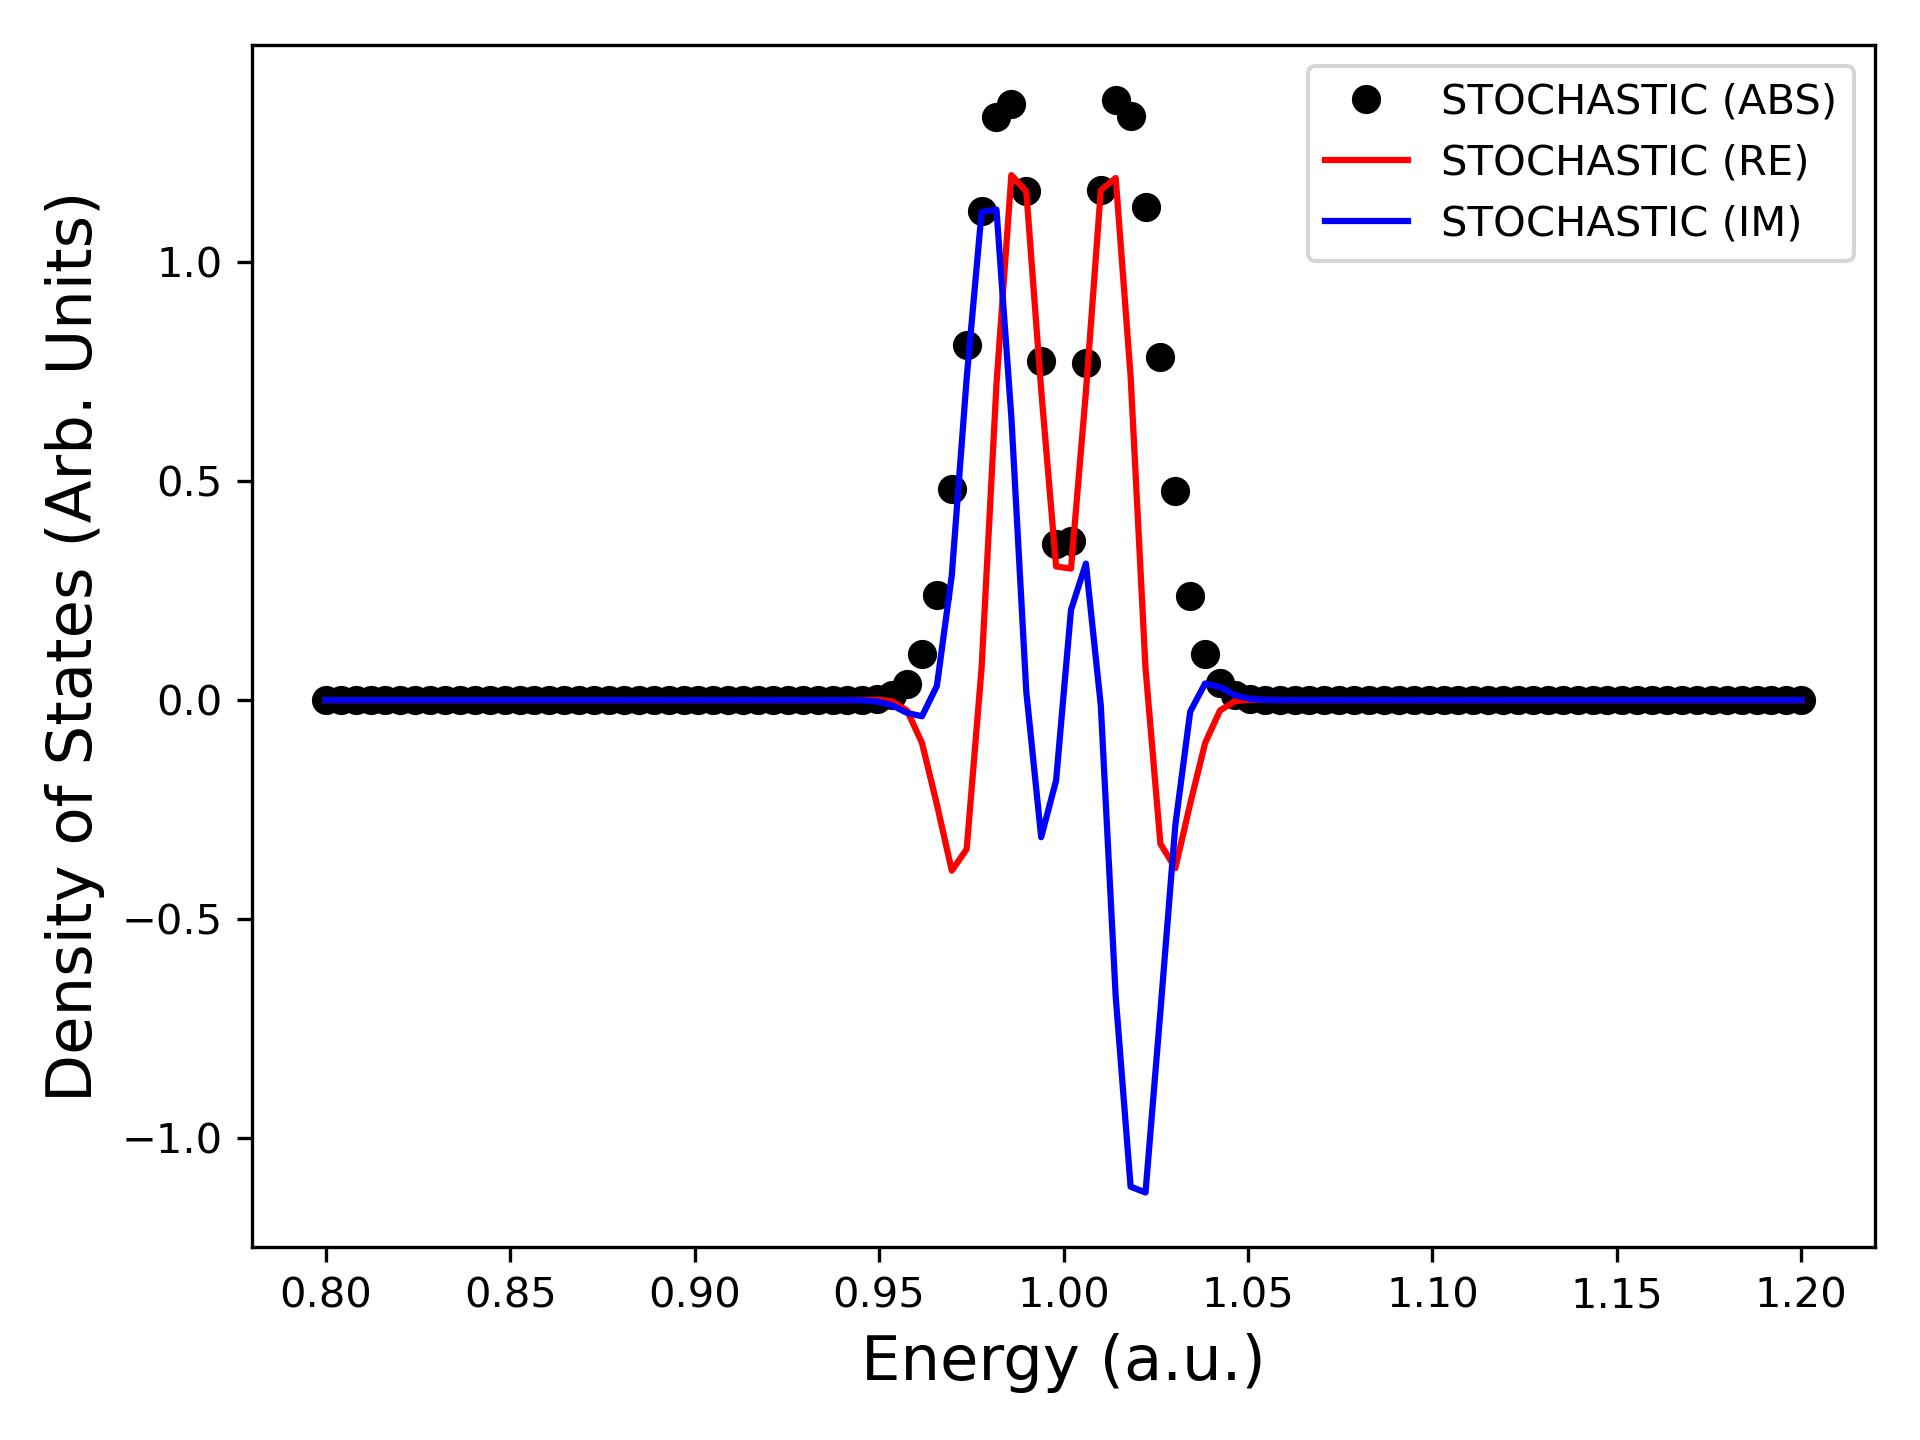 STOCHASTIC (ABS)
STOCHASTIC (RE)
STOCHASTIC (IM)
Density of States (Arb. Units)
1.0
0.5
0.0
−0.5
−1.0
0.80 0.85 0.90 0.95 1.00 1.05 1.10 1.15 1.20
Energy (a.u.)